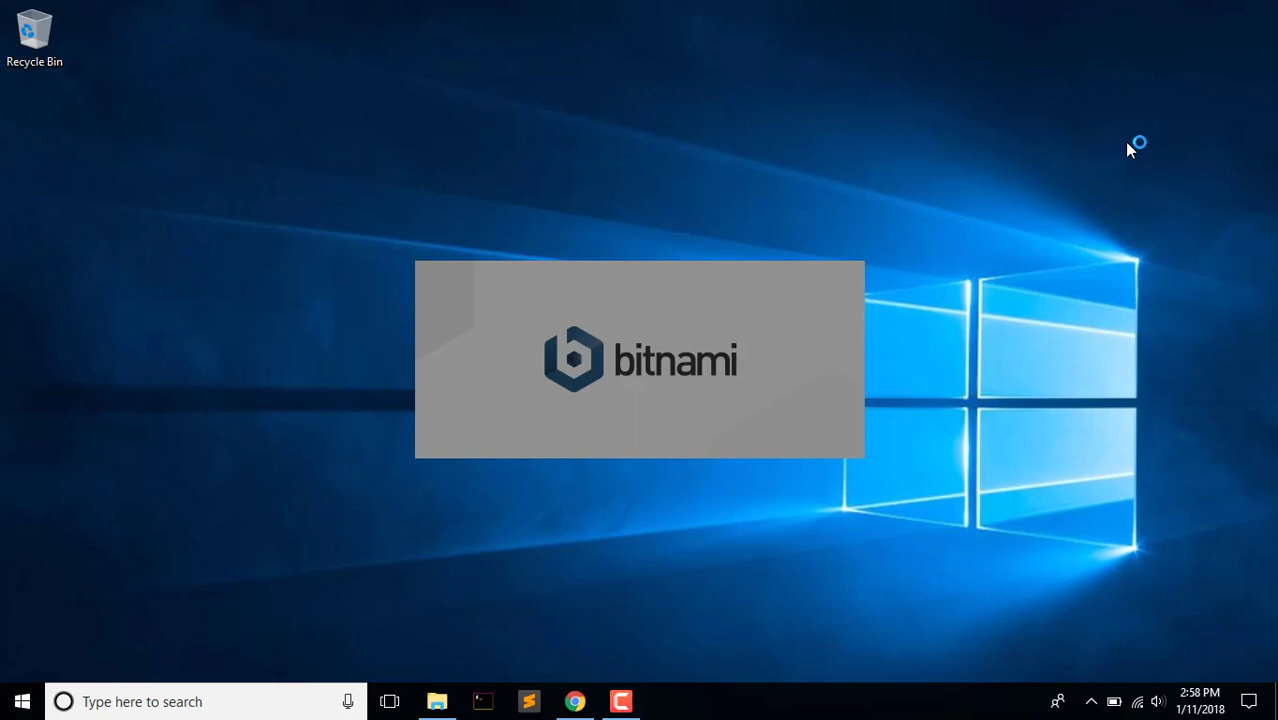 Recycle Bin
bitnami
Type here to search
2:58 PM
1/11/2018